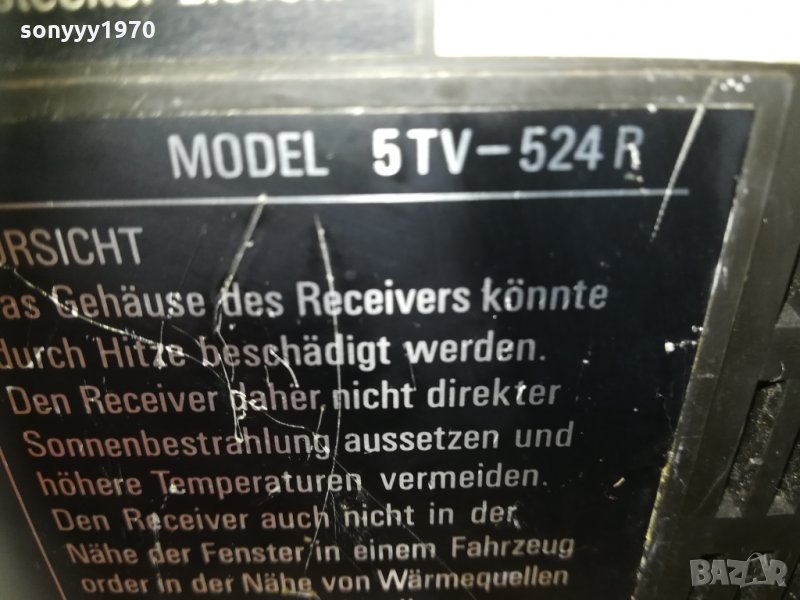 sonyyy1970
MODEL 5TV-524 R
ORSICHT
as Gehäuse des Receivers könnte
durch Hitze beschädigt werden.
Den Receiver daher nicht direkter
Sonnenbestrahlung aussetzen und
höhere Temperaturen vermeiden.
Den Receiver auch nicht in der
Nähe der Fenster in einem Fahrzeug
order in der Nähe von Wärmequellen
BAZAR